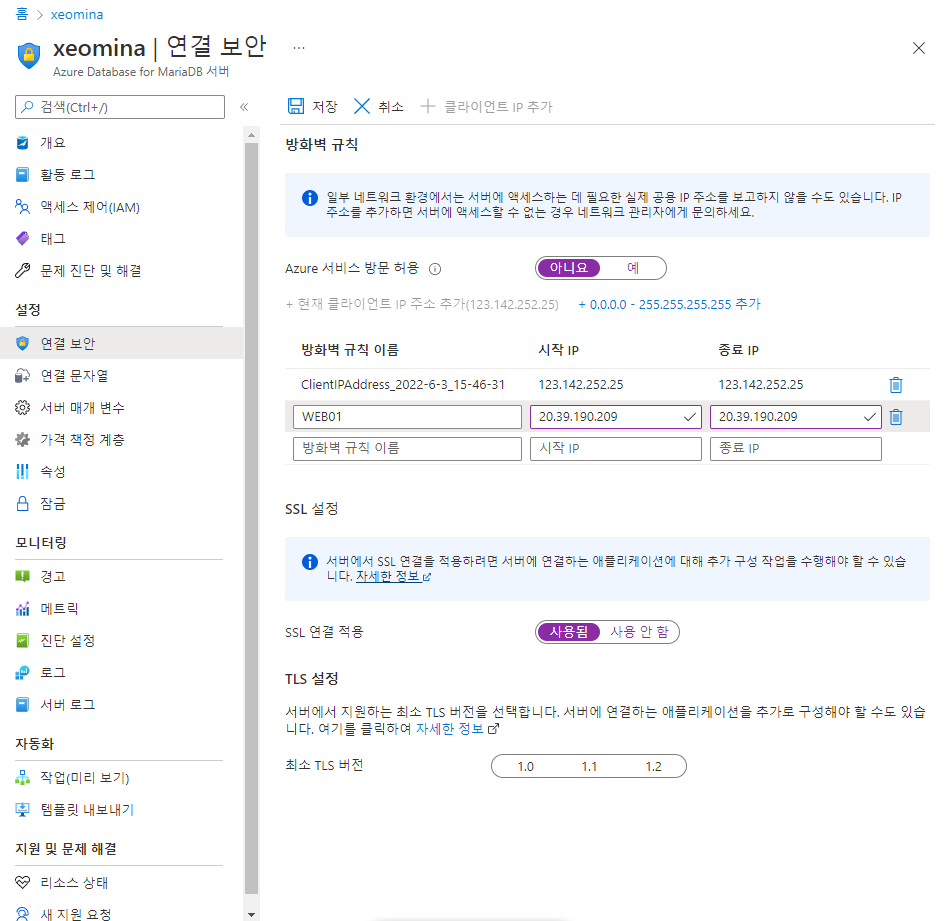 홈 > xeomina
xeomina | 연결 보안 ...
Azure Database for MariaDB 서버
검색(Ctrl+/)
«
개요
활동 로그
액세스 제어(IAM)
태그
문제 진단 및 해결
설정
연결 보안
연결 문자열
서버 매개 변수
가격 책정 계층
속성
잠금
모니터링
경고
메트릭
진단 설정
로그
서버 로그
자동화
작업(미리 보기)
템플릿 내보내기
지원 및 문제 해결
리소스 상태
새 지원 요청
저장 취소 + 클라이언트 IP 추가
방화벽 규칙
일부 네트워크 환경에서는 서버에 액세스하는 데 필요한 실제 공용 IP 주소를 보고하지 않을 수도 있습니다. IP
주소를 추가하면 서버에 액세스할 수 없는 경우 네트워크 관리자에게 문의하세요.
Azure 서비스 방문 허용 아니요 예
+ 현재 클라이언트 IP 주소 추가(123.142.252.25) + 0.0.0.0 - 255.255.255.255 추가
방화벽 규칙 이름 시작 IP 종료 IP
ClientIPAddress_2022-6-3_15-46-31 123.142.252.25 123.142.252.25
WEB01 20.39.190.209 20.39.190.209
방화벽 규칙 이름 시작 IP 종료 IP
SSL 설정
서버에서 SSL 연결을 적용하려면 서버에 연결하는 애플리케이션에 대해 추가 구성 작업을 수행해야 할 수 있습
니다. 자세한 정보
SSL 연결 적용 사용됨 사용 안 함
TLS 설정
서버에서 지원하는 최소 TLS 버전을 선택합니다. 서버에 연결하는 애플리케이션을 추가로 구성해야 할 수도 있습
니다. 여기를 클릭하여 자세한 정보
최소 TLS 버전 1.0 1.1 1.2